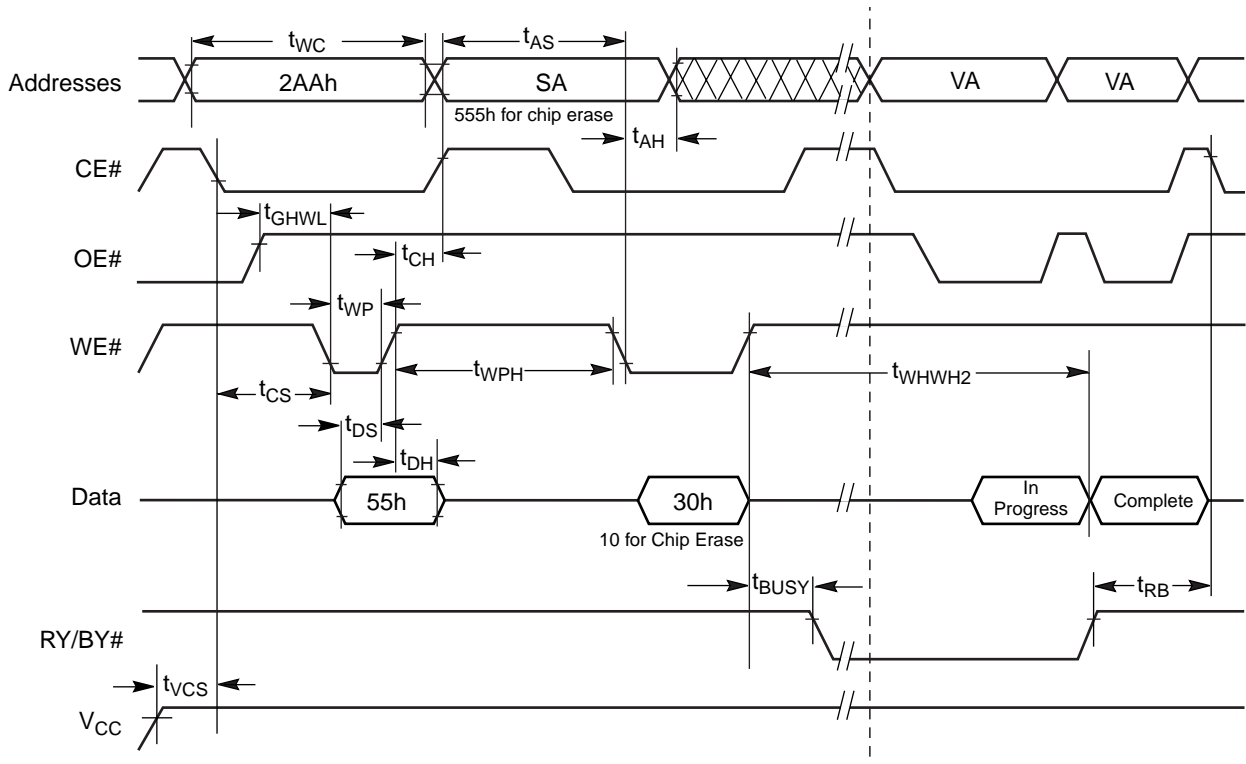 tWC
tAS
Addresses
2AAh
SA
VA
VA
555h for chip erase
tAH
CE#
tGHWL
OE#
tCH
tWP
WE#
tWPH
tWHWH2
tCS
tDS
tDH
Data
55h
30h
In
Progress
Complete
10 for Chip Erase
tBUSY
tRB
RY/BY#
tVCS
VCC